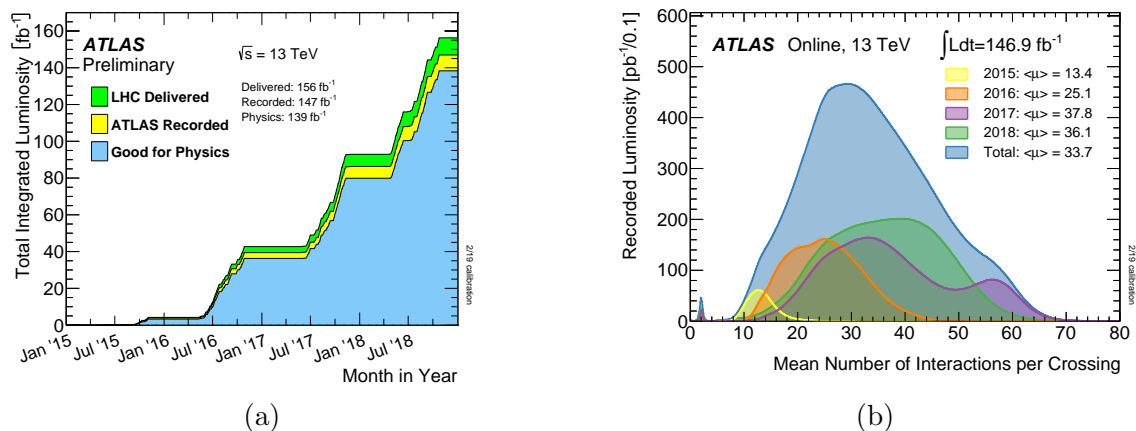 Total Integrated Luminosity [fb⁻¹]
160
140
120
100
80
60
40
20
0
ATLAS
Preliminary
√s = 13 TeV
Delivered: 156 fb⁻¹
Recorded: 147 fb⁻¹
Physics: 139 fb⁻¹
LHC Delivered
ATLAS Recorded
Good for Physics
2/19 calibration
Jan '15
Jul '15
Jan '16
Jul '16
Jan '17
Jul '17
Jan '18
Jul '18
Month in Year
(a)
Recorded Luminosity [pb⁻¹/0.1]
600
500
400
300
200
100
0
ATLAS Online, 13 TeV
∫Ldt=146.9 fb⁻¹
2015: <μ> = 13.4
2016: <μ> = 25.1
2017: <μ> = 37.8
2018: <μ> = 36.1
Total: <μ> = 33.7
2/19 calibration
0 10 20 30 40 50 60 70 80
Mean Number of Interactions per Crossing
(b)